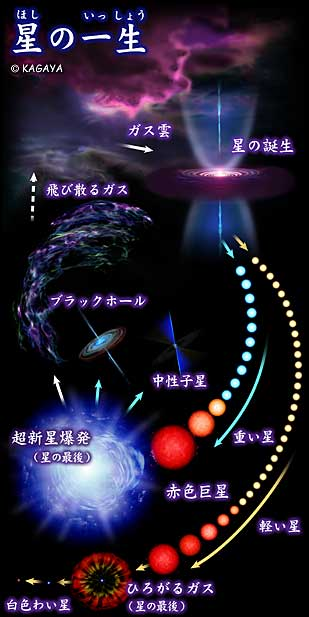 ほし いっしょう
星の一生
© KAGAYA
ガス雲
星の誕生
飛び散るガス
ブラックホール
中性子星
超新星爆発
(星の最後)
重い星
赤色巨星
軽い星
ひろがるガス
(星の最後)
白色わい星